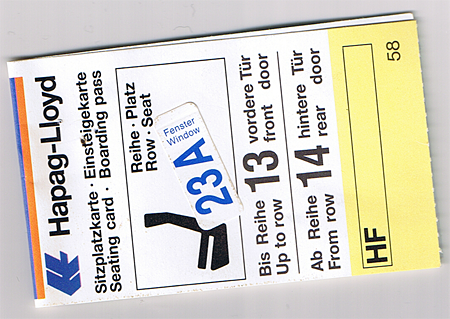 Hapag-Lloyd
Sitzplatzkarte · Einsteigekarte
Seating card · Boarding pass
Reihe · Platz
Row · Seat
Fenster
Window
23A
Bis Reihe 13 vordere Tür
Up to row front door
Ab Reihe 14 hintere Tür
From row rear door
HF
58